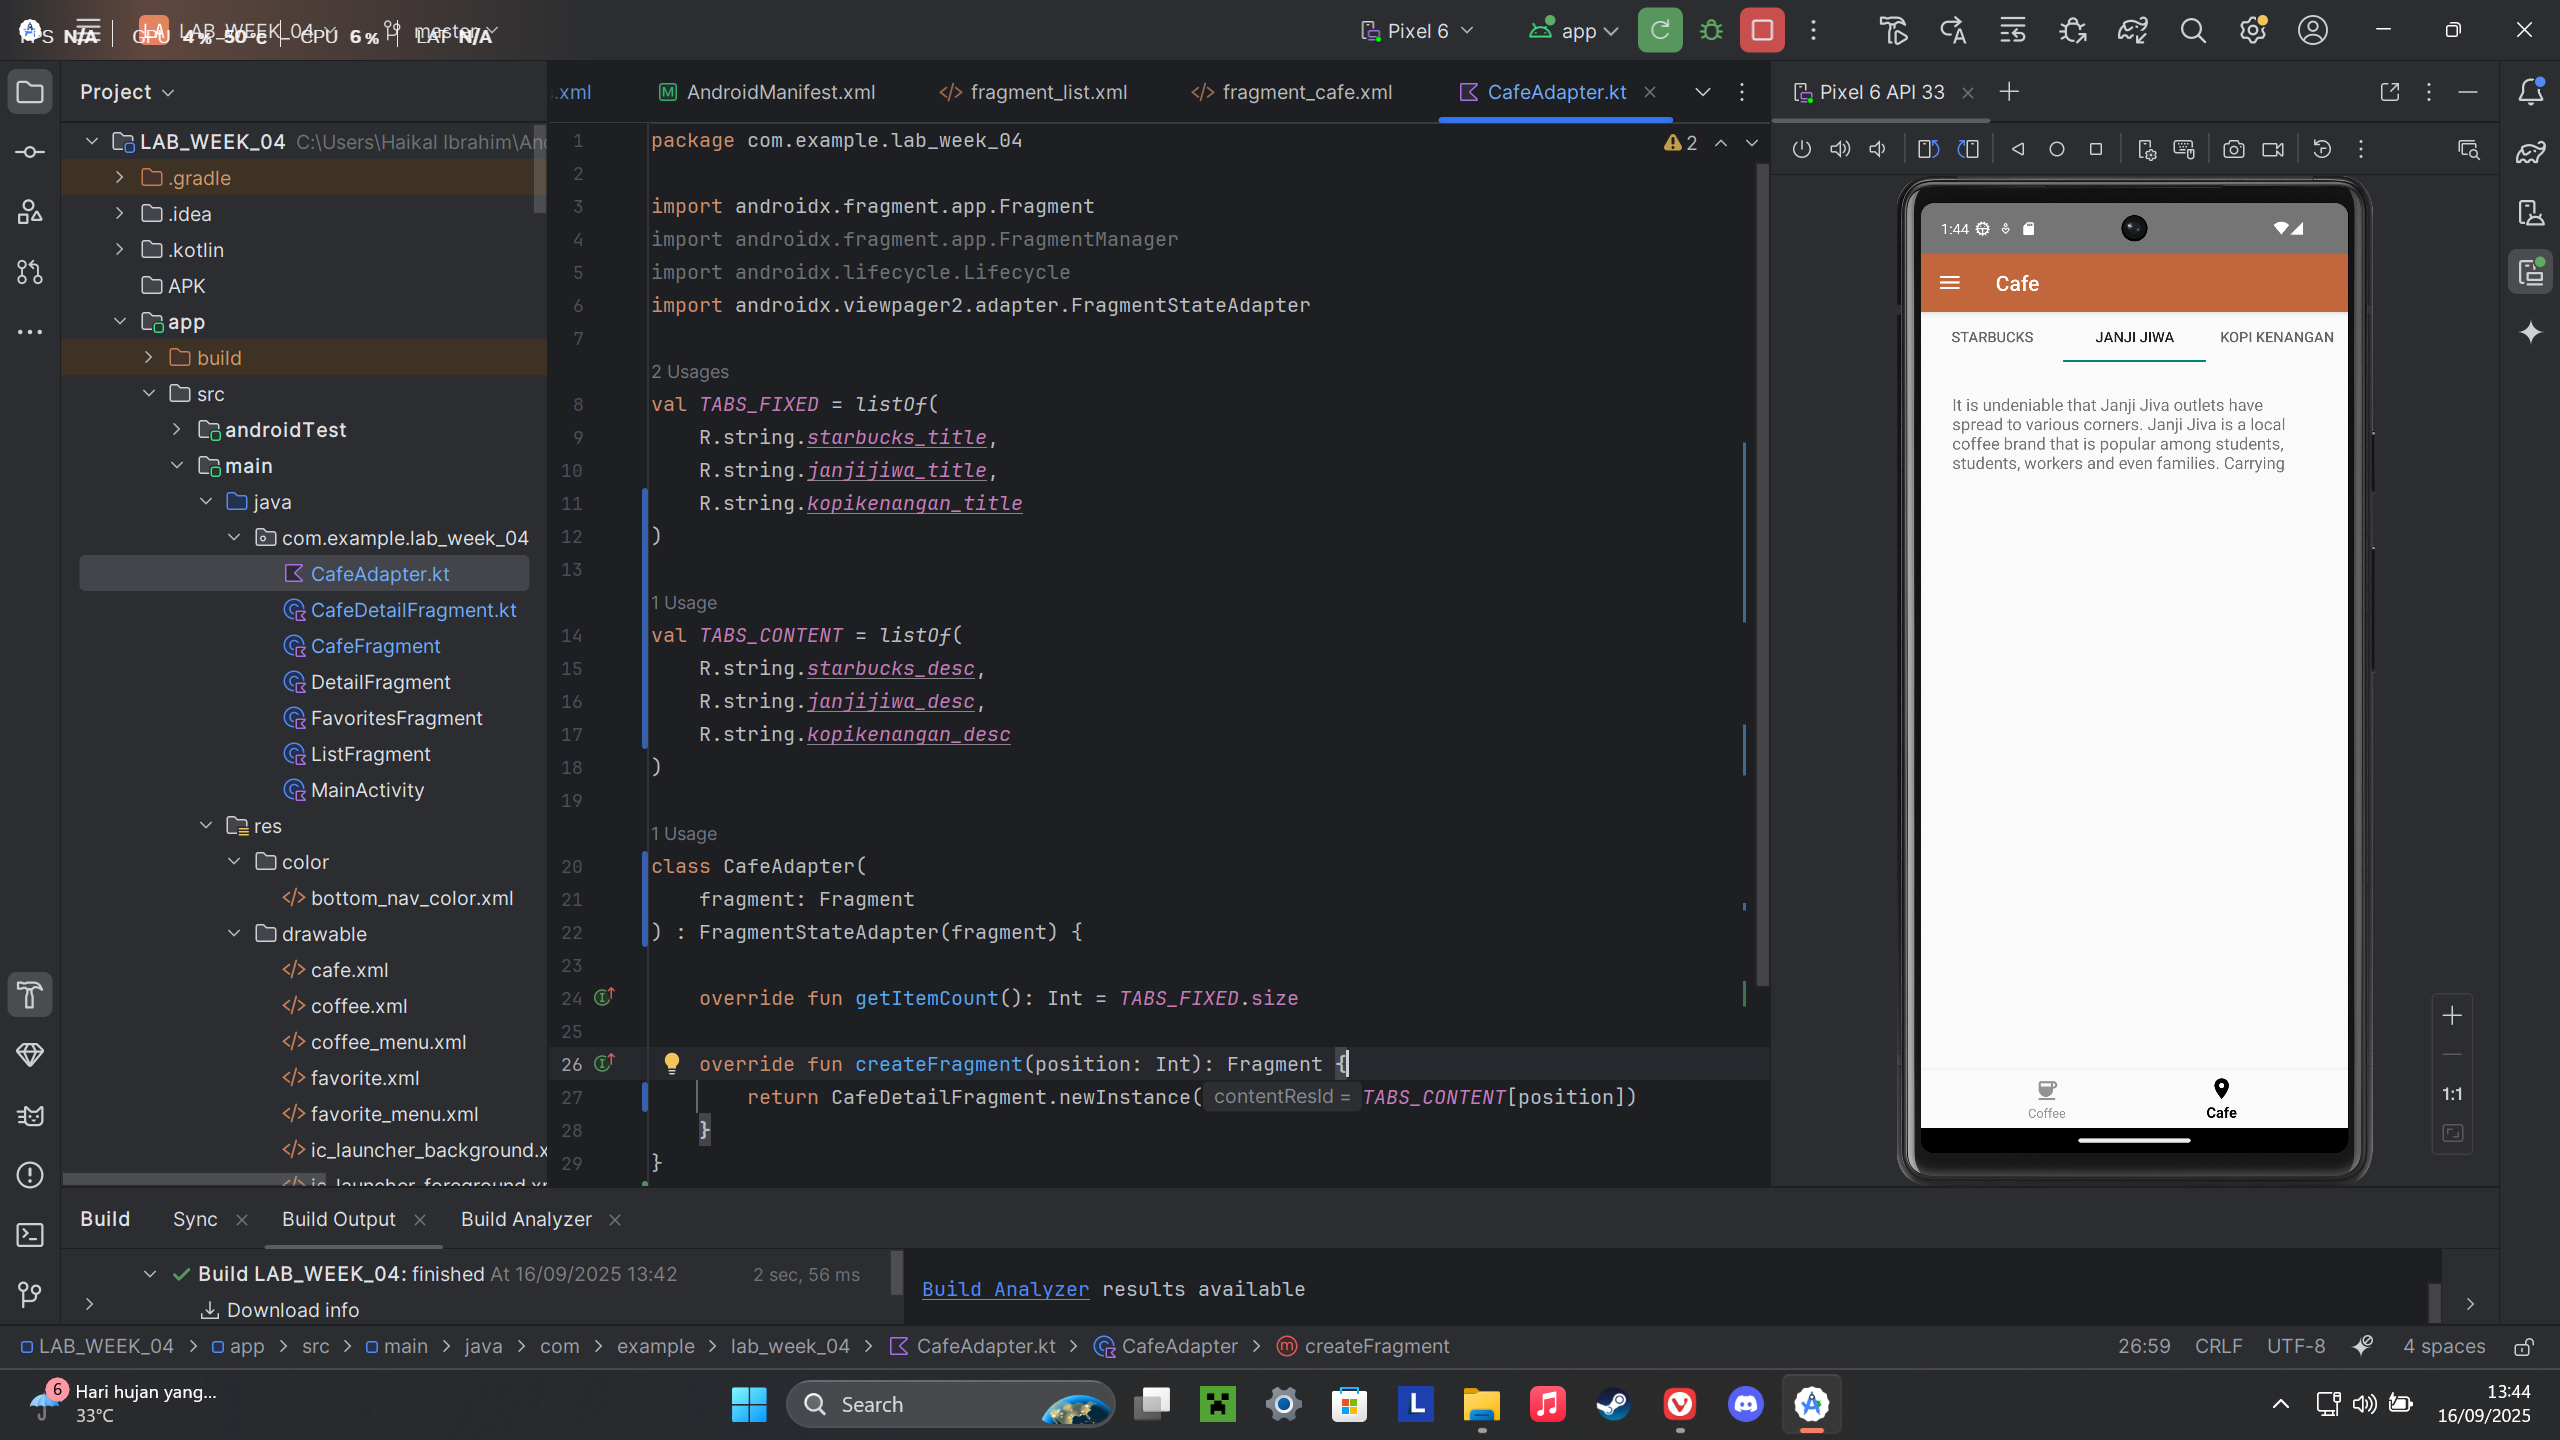 LA LAB_WEEK_04 master
N/A GPU 4% 50°C CPU 6% LAT N/A
Pixel 6
app
Project
s.xml
AndroidManifest.xml
fragment_list.xml
fragment_cafe.xml
CafeAdapter.kt
Pixel 6 API 33
LAB_WEEK_04 C:\Users\Haikal Ibrahim\An
.gradle
.idea
.kotlin
APK
app
build
src
androidTest
main
java
com.example.lab_week_04
CafeAdapter.kt
CafeDetailFragment.kt
CafeFragment
DetailFragment
FavoritesFragment
ListFragment
MainActivity
res
color
bottom_nav_color.xml
drawable
cafe.xml
coffee.xml
coffee_menu.xml
favorite.xml
favorite_menu.xml
ic_launcher_background.x
ic_launcher_foreground.xm
2
1 package com.example.lab_week_04
2
3 import androidx.fragment.app.Fragment
4 import androidx.fragment.app.FragmentManager
5 import androidx.lifecycle.Lifecycle
6 import androidx.viewpager2.adapter.FragmentStateAdapter
7
2 Usages
8 val TABS_FIXED = listOf(
9 R.string.starbucks_title,
10 R.string.janjijiwa_title,
11 R.string.kopikenangan_title
12 )
13
1 Usage
14 val TABS_CONTENT = listOf(
15 R.string.starbucks_desc,
16 R.string.janjijiwa_desc,
17 R.string.kopikenangan_desc
18 )
19
1 Usage
20 class CafeAdapter(
21 fragment: Fragment
22 ) : FragmentStateAdapter(fragment) {
23
24 override fun getItemCount(): Int = TABS_FIXED.size
25
26 override fun createFragment(position: Int): Fragment {
27 return CafeDetailFragment.newInstance( contentResId = TABS_CONTENT[position])
28 }
29 }
1:44
Cafe
STARBUCKS JANJI JIWA KOPI KENANGAN
It is undeniable that Janji Jiva outlets have
spread to various corners. Janji Jiva is a local
coffee brand that is popular among students,
students, workers and even families. Carrying
Coffee
Cafe
1:1
Build
Sync
Build Output
Build Analyzer
Build LAB_WEEK_04: finished At 16/09/2025 13:42 2 sec, 56 ms
Download info
Build Analyzer results available
LAB_WEEK_04 > app > src > main > java > com > example > lab_week_04 > CafeAdapter.kt > CafeAdapter > createFragment
26:59 CRLF UTF-8 4 spaces
6
Hari hujan yang...
33°C
Search
L
13:44
16/09/2025